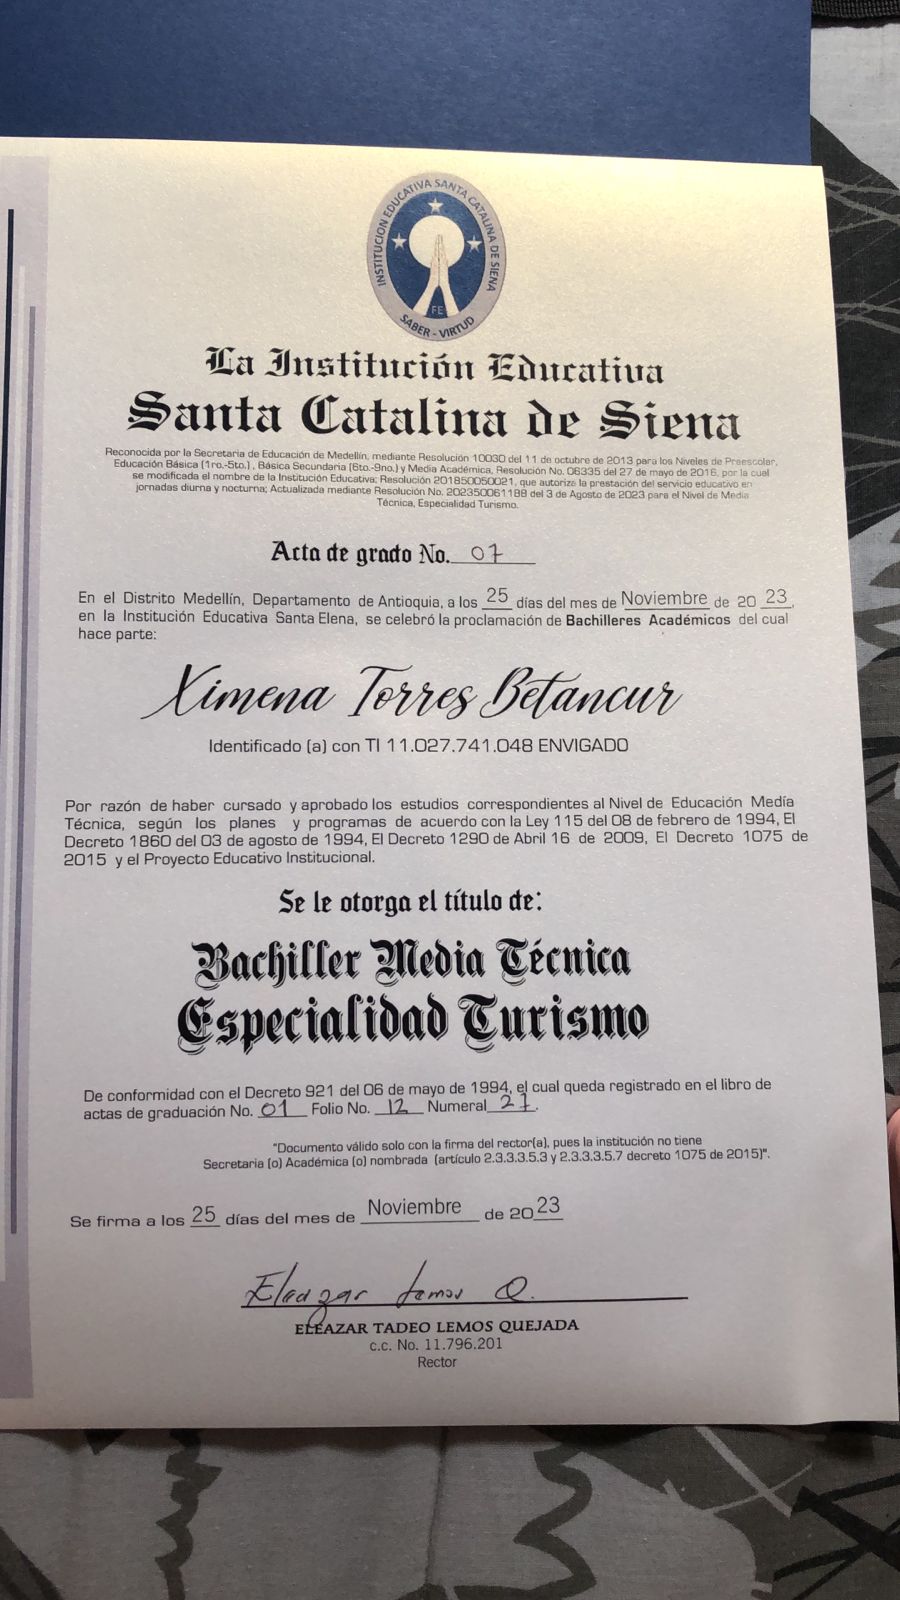 INSTITUCION EDUCATIVA SANTA CATALINA DE SIENA
FE
SABER - VIRTUD
La Institución Educativa
Santa Catalina de Siena
Reconocida por la Secretaria de Educación de Medellín, mediante Resolución 10030 del 11 de octubre de 2013 para los Niveles de Preescolar,
Educación Básica (1ro.-5to.) , Básica Secundaria (6to.-9no.) y Media Académica, Resolución No. 06335 del 27 de mayo de 2016, por la cual
se modifica el nombre de la Institución Educativa; Resolución 201850050021, que autoriza la prestación del servicio educativo en
jornadas diurna y nocturna; Actualizada mediante Resolución No. 202350061188 del 3 de Agosto de 2023 para el Nivel de Media
Técnica, Especialidad Turismo.
Acta de grado No. 07
En el Distrito Medellín, Departamento de Antioquia, a los 25 días del mes de Noviembre de 20 23,
en la Institución Educativa Santa Elena, se celebró la proclamación de Bachilleres Académicos del cual
hace parte:
Ximena Torres Betancur
Identificado (a) con TI 11.027.741.048 ENVIGADO
Por razón de haber cursado y aprobado los estudios correspondientes al Nivel de Educación Medía
Técnica, según los planes y programas de acuerdo con la Ley 115 del 08 de febrero de 1994, El
Decreto 1860 del 03 de agosto de 1994, El Decreto 1290 de Abril 16 de 2009, El Decreto 1075 de
2015 y el Proyecto Educativo Institucional.
Se le otorga el título de:
Bachiller Media Técnica
Especialidad Turismo
De conformidad con el Decreto 921 del 06 de mayo de 1994, el cual queda registrado en el libro de
actas de graduación No. 01 Folio No. 12 Numeral 27.
"Documento válido solo con la firma del rector(a), pues la institución no tiene
Secretaria (o) Académica (o) nombrada (artículo 2.3.3.3.5.3 y 2.3.3.3.5.7 decreto 1075 de 2015)".
Se firma a los 25 días del mes de Noviembre de 20 23
Eleazar Lemos Q.
ELEAZAR TADEO LEMOS QUEJADA
c.c. No. 11.796.201
Rector